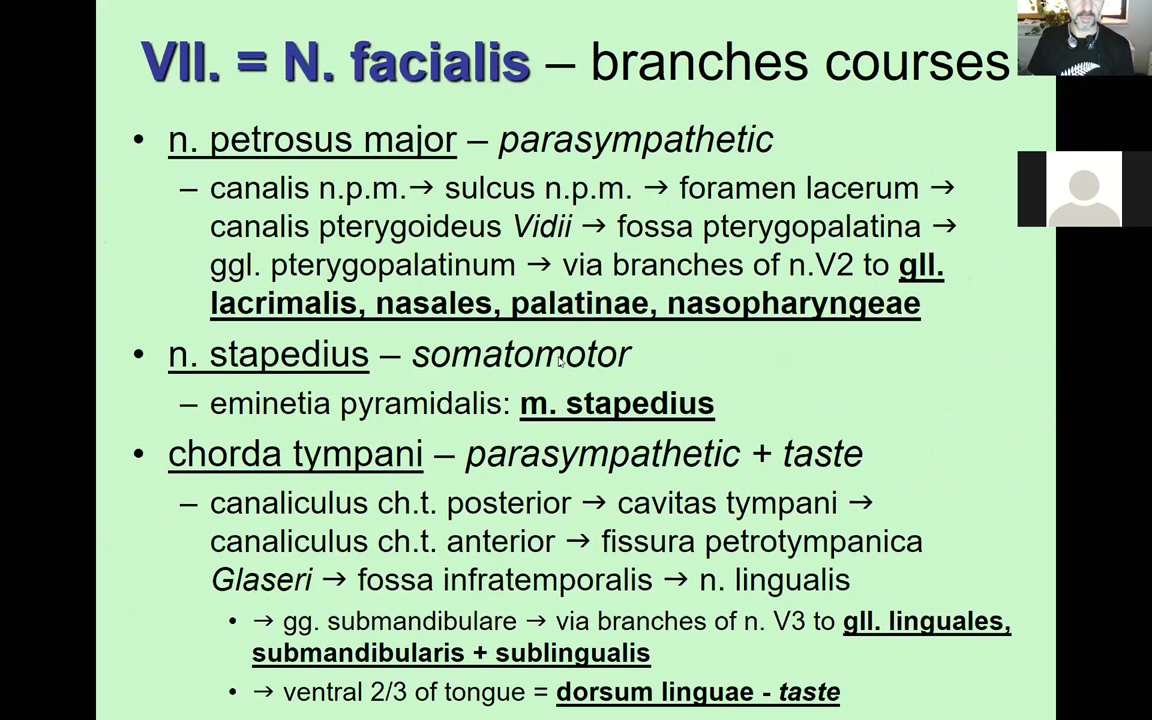 VII. = N. facialis – branches courses
• n. petrosus major – parasympathetic
– canalis n.p.m.→ sulcus n.p.m. → foramen lacerum →
canalis pterygoideus Vidii → fossa pterygopalatina →
ggl. pterygopalatinum → via branches of n.V2 to gll.
lacrimalis, nasales, palatinae, nasopharyngeae
• n. stapedius – somatomotor
– eminetia pyramidalis: m. stapedius
• chorda tympani – parasympathetic + taste
– canaliculus ch.t. posterior → cavitas tympani →
canaliculus ch.t. anterior → fissura petrotympanica
Glaseri → fossa infratemporalis → n. lingualis
• → gg. submandibulare → via branches of n. V3 to gll. linguales,
submandibularis + sublingualis
• → ventral 2/3 of tongue = dorsum linguae - taste